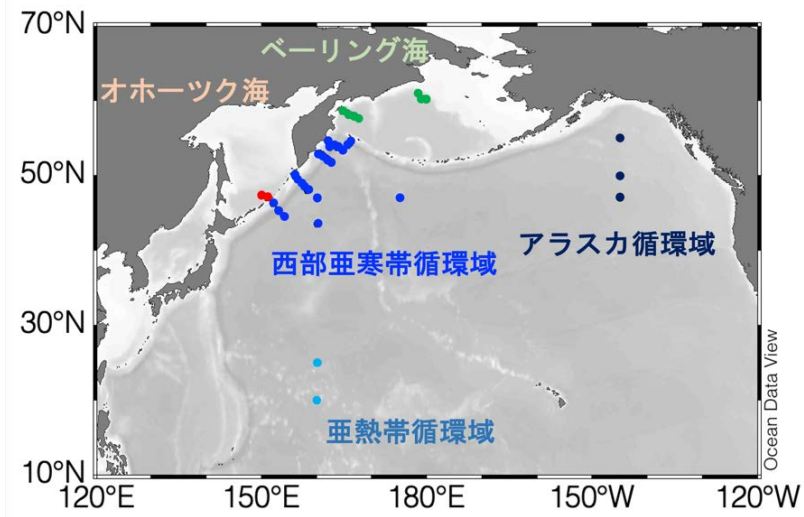 70°N
ベーリング海
オホーツク海
50°N
アラスカ循環域
西部亜寒帯循環域
30°N
Ocean Data View
亜熱帯循環域
10°N
120°E 150°E 180°E 150°W 120°W